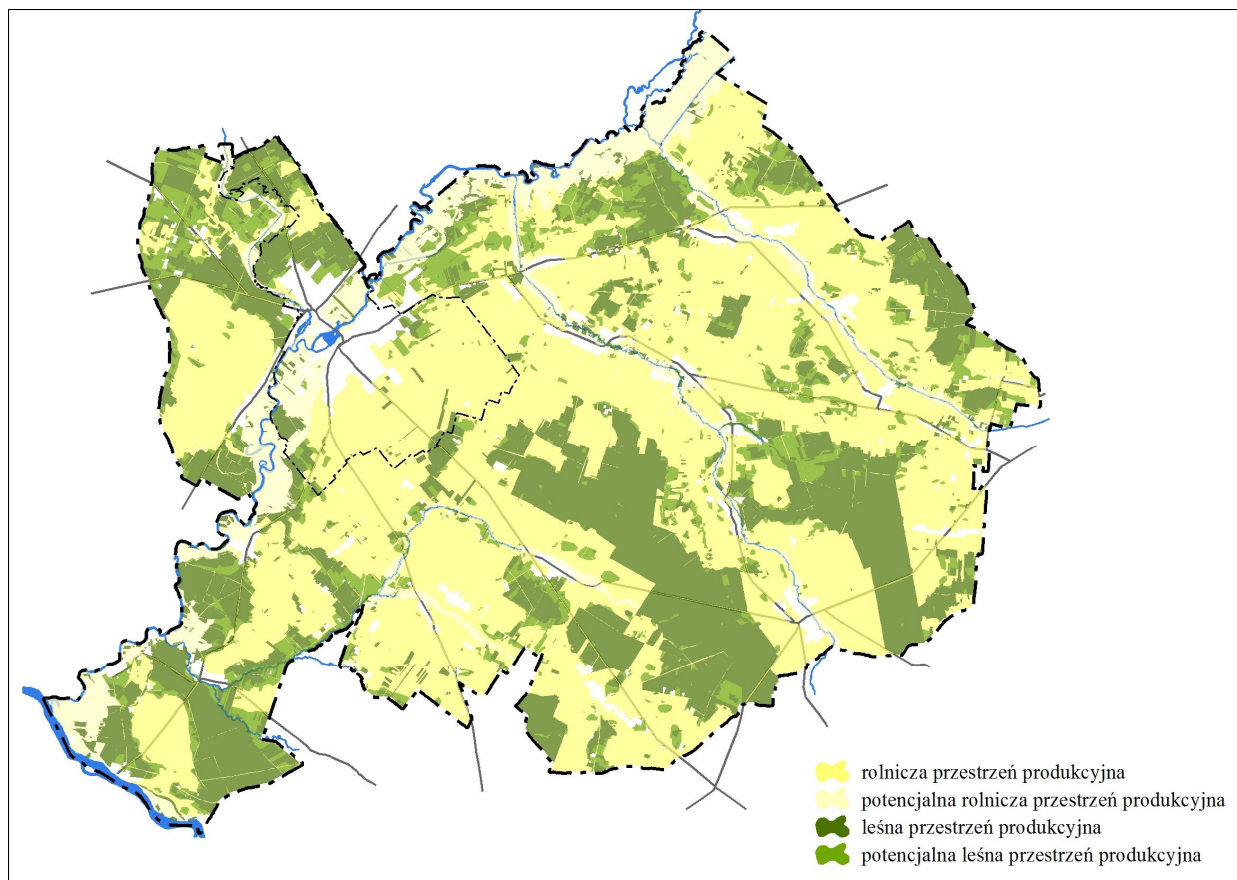 rolnicza przestrzeń produkcyjna
potencjalna rolnicza przestrzeń produkcyjna
leśna przestrzeń produkcyjna
potencjalna leśna przestrzeń produkcyjna